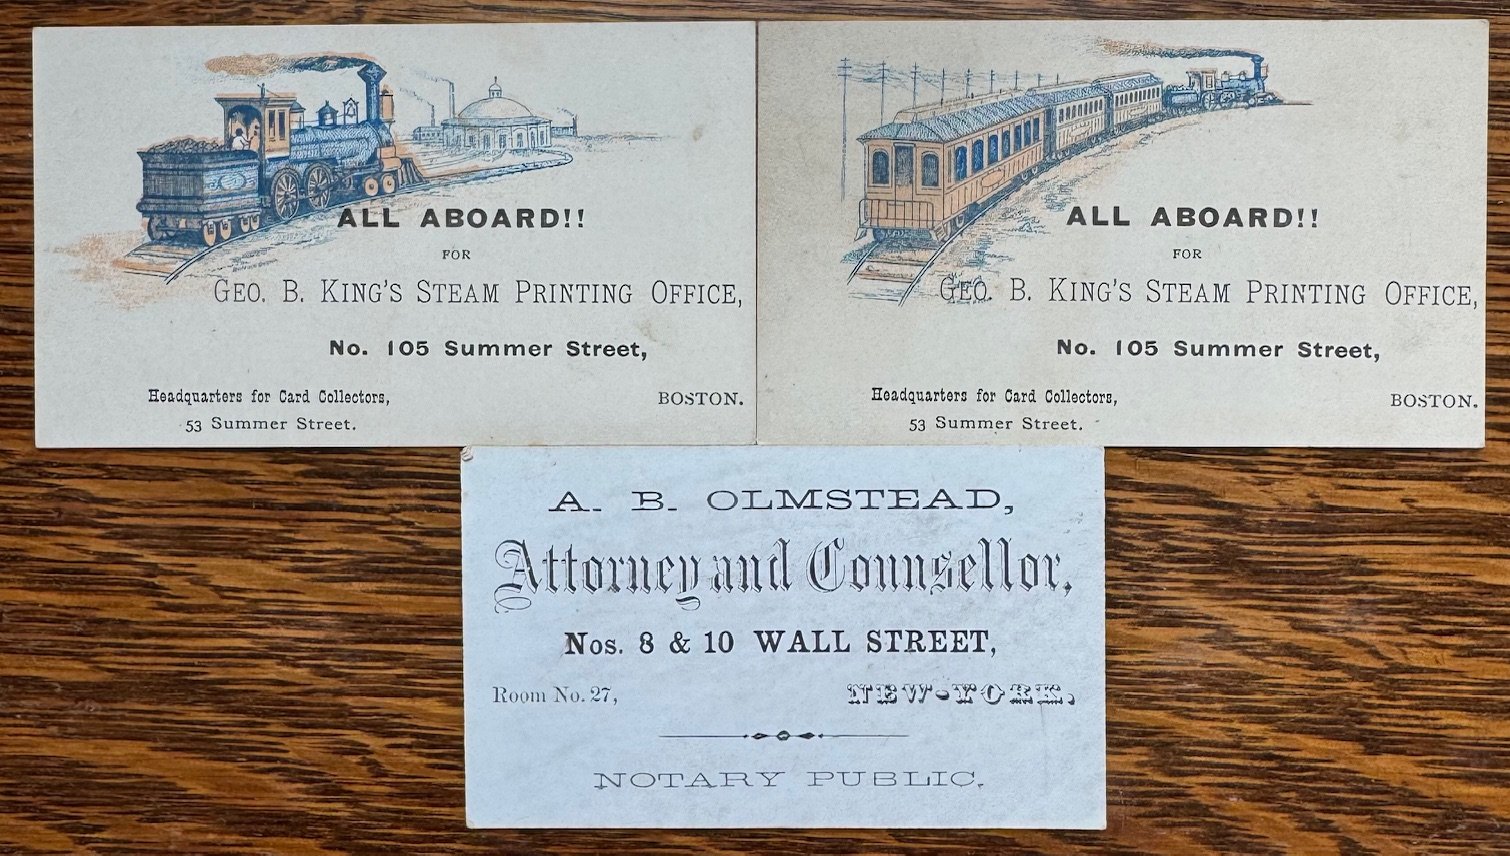 ALL ABOARD!!
FOR
GEO. B. KING'S STEAM PRINTING OFFICE,
No. 105 Summer Street,
Headquarters for Card Collectors,
BOSTON.
53 Summer Street.
ALL ABOARD!!
FOR
GEO. B. KING'S STEAM PRINTING OFFICE,
No. 105 Summer Street,
Headquarters for Card Collectors,
BOSTON.
53 Summer Street.
A. B. OLMSTEAD,
Attorney and Counsellor,
Nos. 8 & 10 WALL STREET,
Room No. 27,
NEW-YORK.
NOTARY PUBLIC.